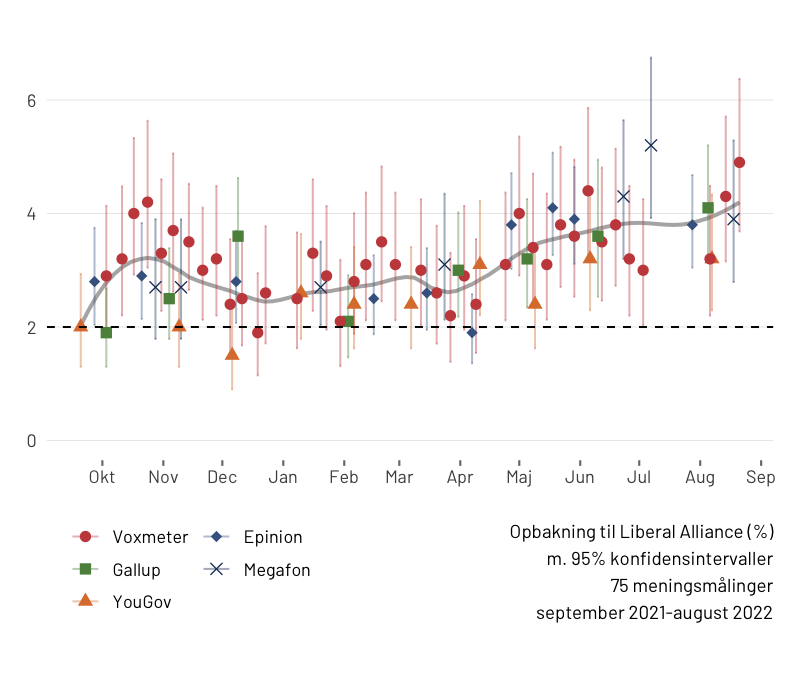 6
4
2
0
Okt Nov Dec Jan Feb Mar Apr Maj Jun Jul Aug Sep
Voxmeter Epinion
Gallup Megafon
YouGov
Opbakning til Liberal Alliance (%)
m. 95% konfidensintervaller
75 meningsmålinger
september 2021-august 2022